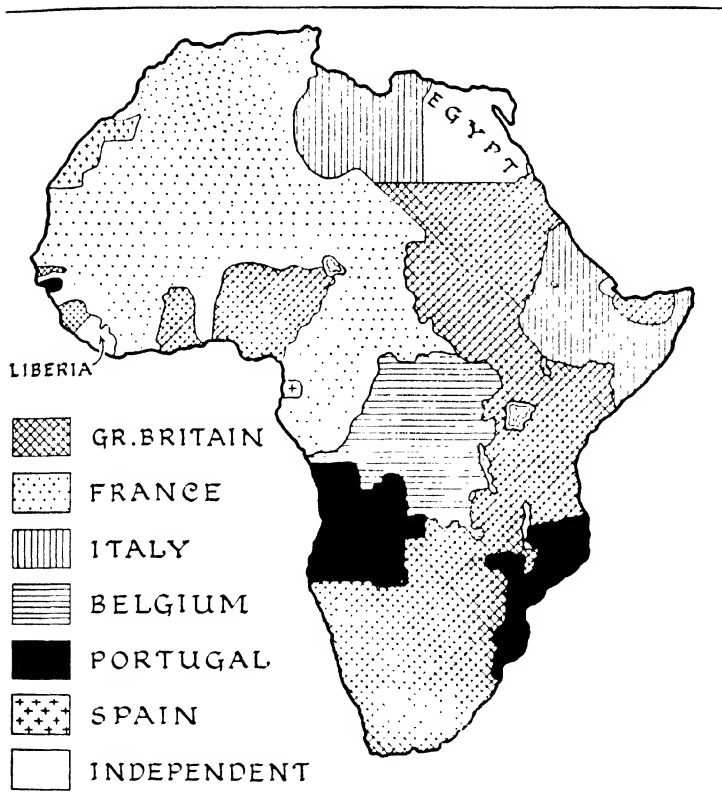 EGYPT
LIBERIA
GR. BRITAIN
FRANCE
ITALY
BELGIUM
PORTUGAL
SPAIN
INDEPENDENT